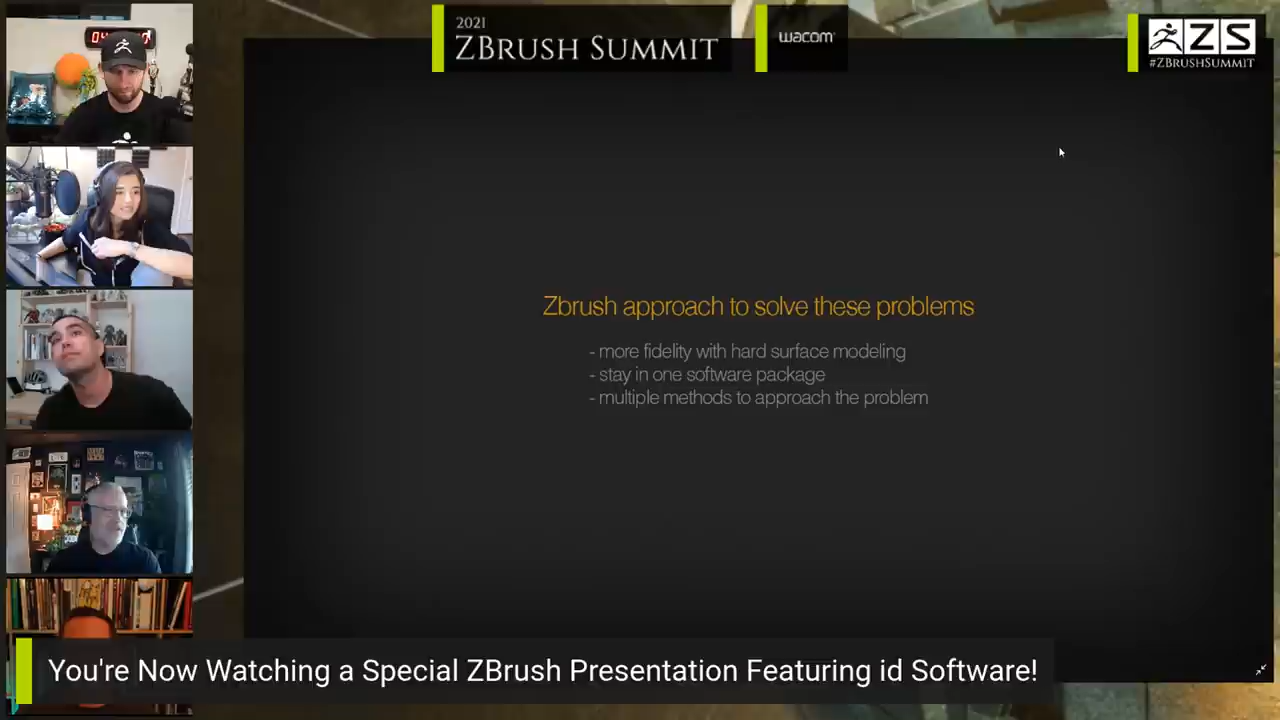 2021
ZBRUSH SUMMIT
wacom
ZS
#ZBRUSHSUMMIT
Zbrush approach to solve these problems
- more fidelity with hard surface modeling
- stay in one software package
- multiple methods to approach the problem
You're Now Watching a Special ZBrush Presentation Featuring id Software!